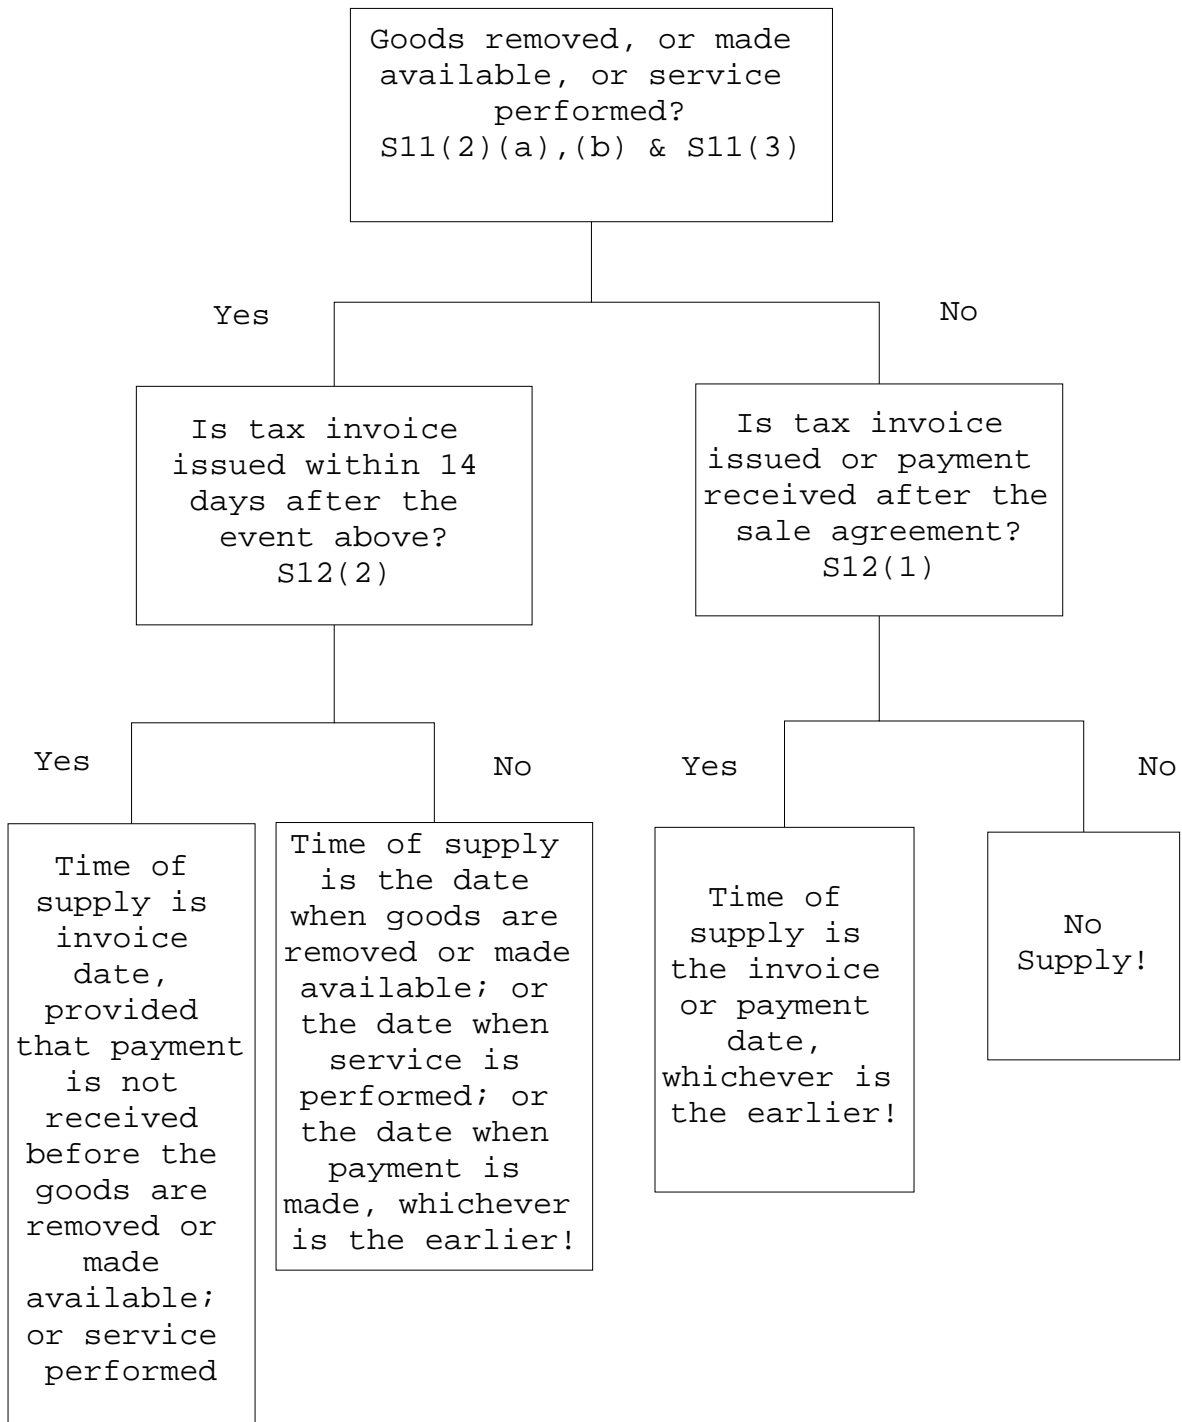 Goods removed, or made
available, or service
performed?
S11(2)(a),(b) & S11(3)
Yes
No
Is tax invoice
issued within 14
days after the
event above?
S12(2)
Is tax invoice
issued or payment
received after the
sale agreement?
S12(1)
Yes
No
Yes
No
Time of
supply is
invoice
date,
provided
that payment
is not
received
before the
goods are
removed or
made
available;
or service
performed
Time of supply
is the date
when goods are
removed or made
available; or
the date when
service is
performed; or
the date when
payment is
made, whichever
is the earlier!
Time of
supply is
the invoice
or payment
date,
whichever is
the earlier!
No
Supply!